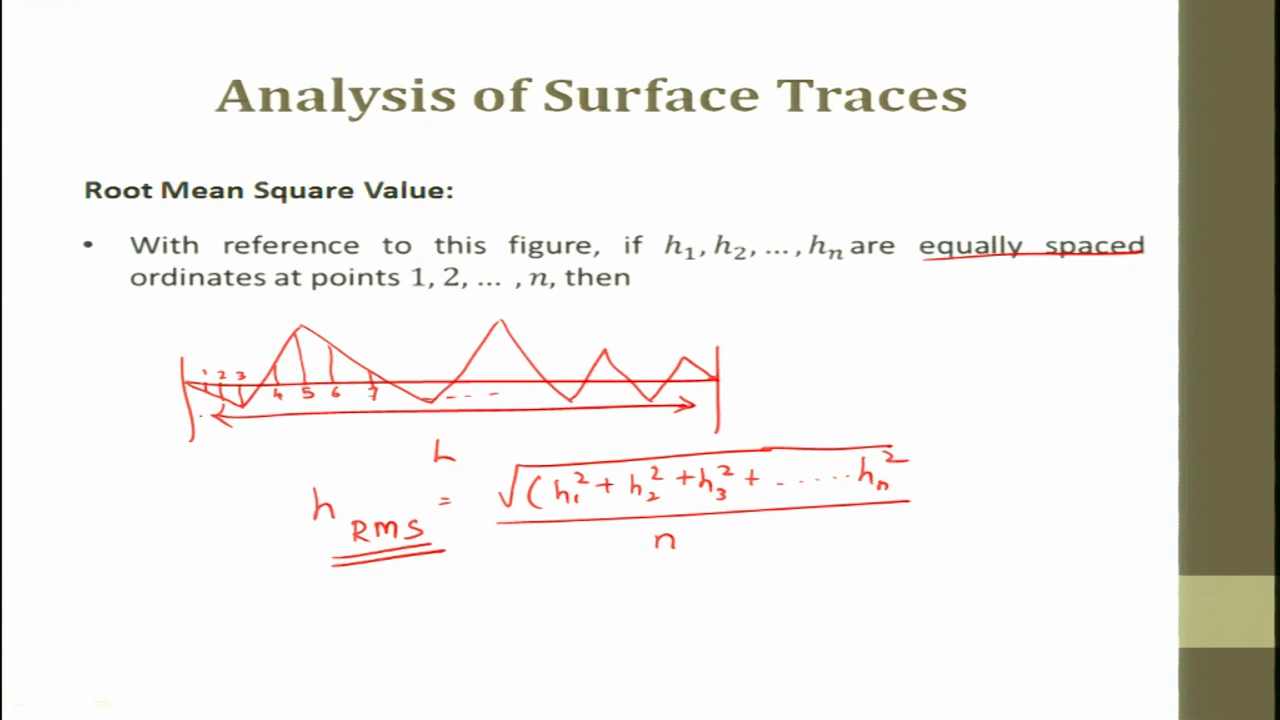 Analysis of Surface Traces
Root Mean Square Value:
• With reference to this figure, if h₁, h₂, …, hₙ are equally spaced
ordinates at points 1, 2, … , n, then
1 2 3
4 5 6 7 - - - -
L
h RMS = √(h₁² + h₂² + h₃² + . . . . . . hₙ²
n